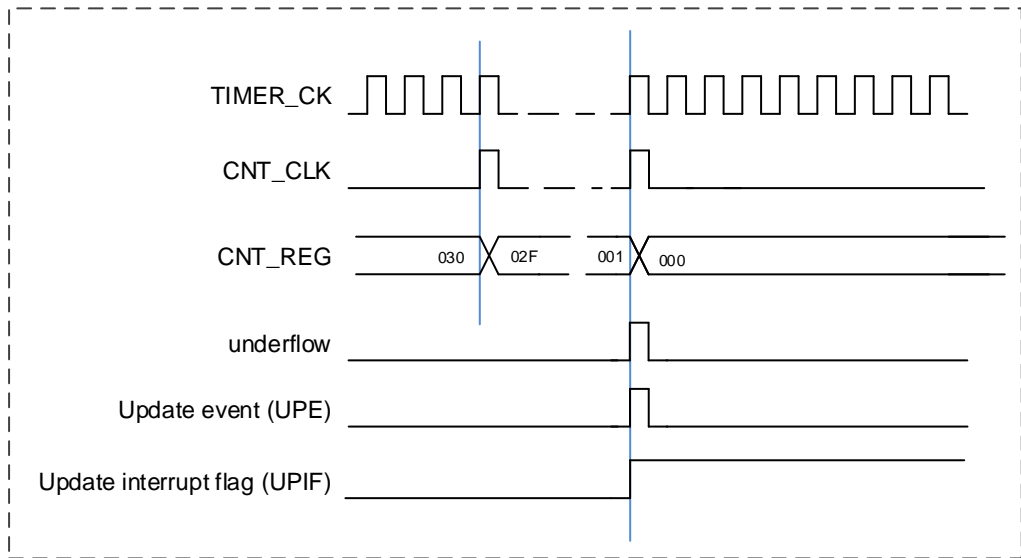 TIMER_CK
CNT_CLK
CNT_REG 030 02F 001 000
underflow
Update event (UPE)
Update interrupt flag (UPIF)